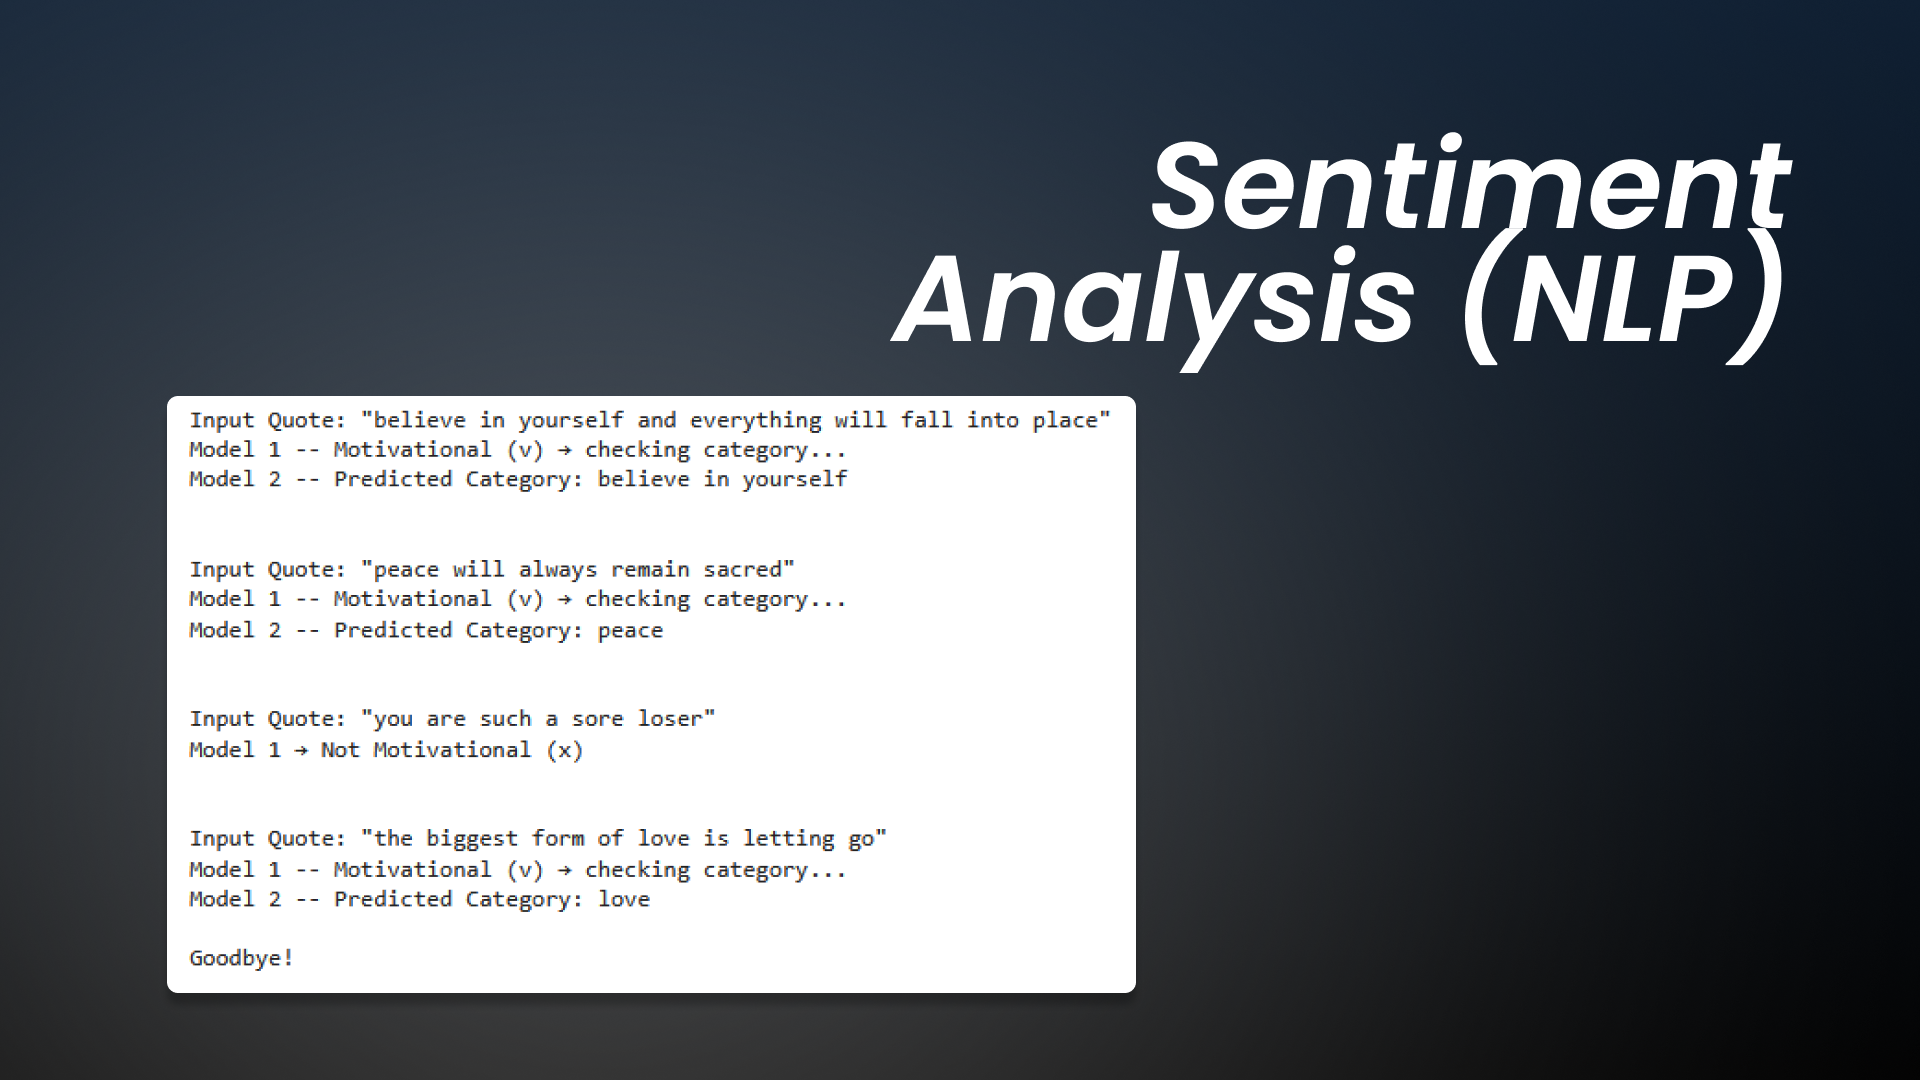 Sentiment
Analysis (NLP)
Input Quote: "believe in yourself and everything will fall into place"
Model 1 -- Motivational (v) → checking category...
Model 2 -- Predicted Category: believe in yourself
Input Quote: "peace will always remain sacred"
Model 1 -- Motivational (v) → checking category...
Model 2 -- Predicted Category: peace
Input Quote: "you are such a sore loser"
Model 1 → Not Motivational (x)
Input Quote: "the biggest form of love is letting go"
Model 1 -- Motivational (v) → checking category...
Model 2 -- Predicted Category: love
Goodbye!